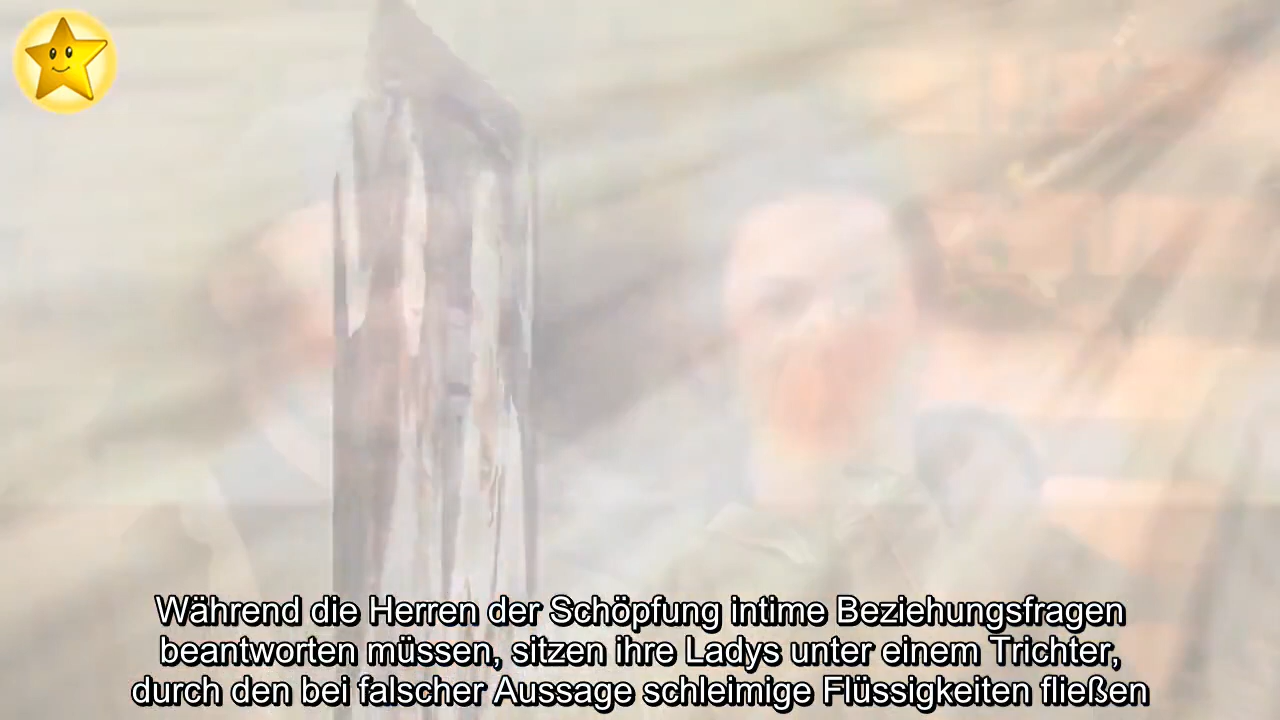 Während die Herren der Schöpfung intime Beziehungsfragen
beantworten müssen, sitzen ihre Ladys unter einem Trichter,
durch den bei falscher Aussage schleimige Flüssigkeiten fließen